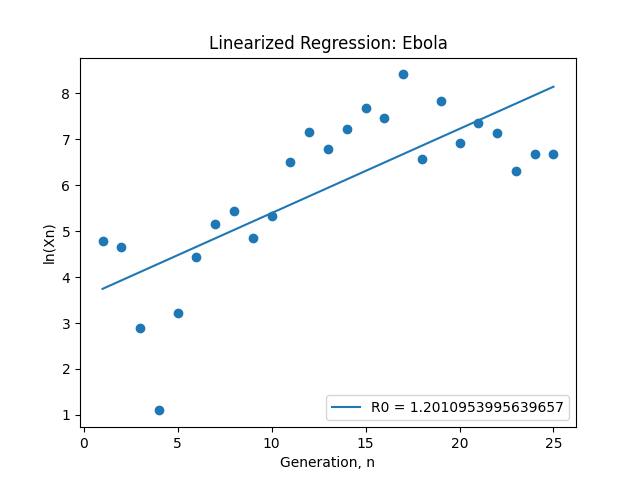 Linearized Regression: Ebola
ln(Xn)
8
7
6
5
4
3
2
1
R0 = 1.2010953995639657
0 5 10 15 20 25
Generation, n